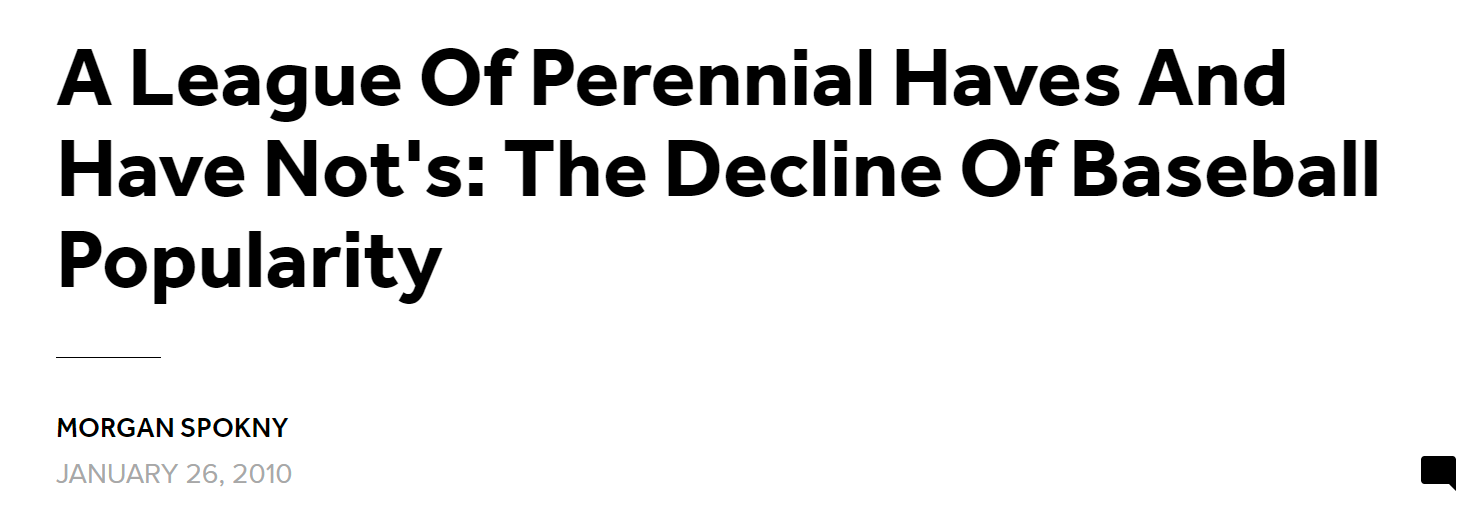 A League Of Perennial Haves And
Have Not's: The Decline Of Baseball
Popularity
MORGAN SPOKNY
JANUARY 26, 2010